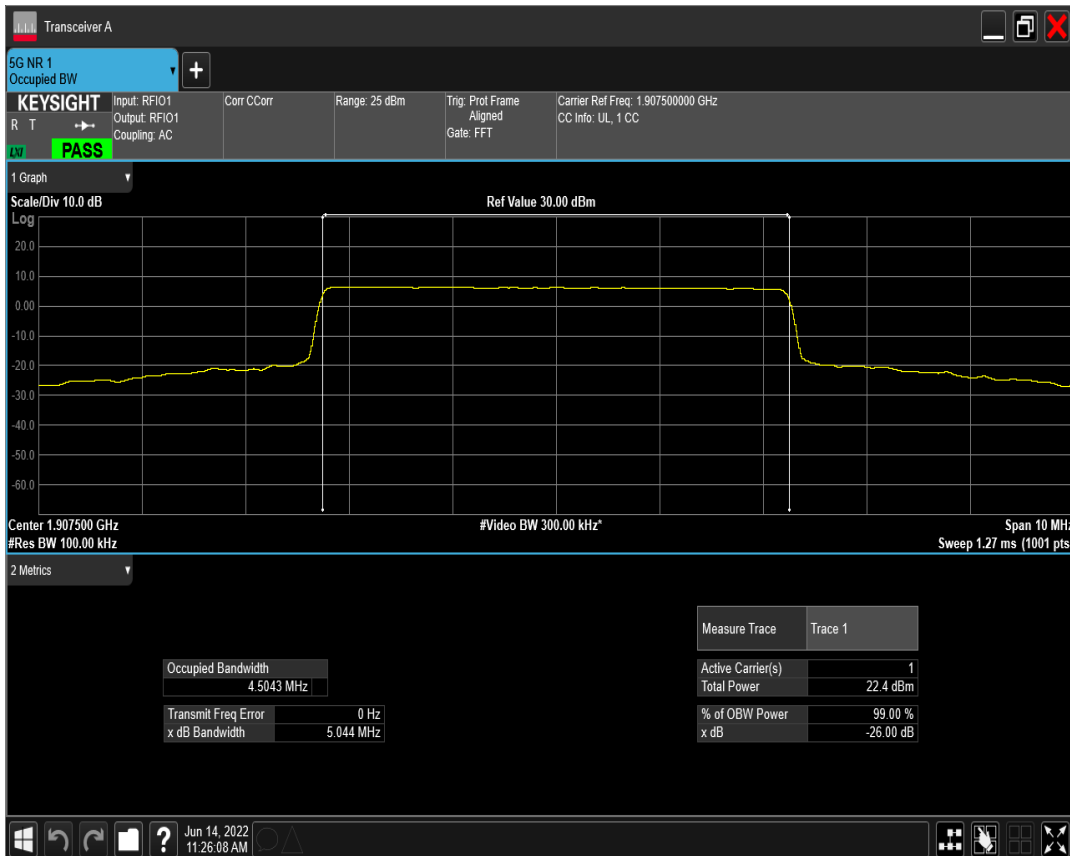 Transceiver A
5G NR 1
Occupied BW
KEYSIGHT
R T
LXI
PASS
Input: RFIO1
Output: RFIO1
Coupling: AC
Corr CCorr
Range: 25 dBm
Trig: Prot Frame
Aligned
Gate: FFT
Carrier Ref Freq: 1.907500000 GHz
CC Info: UL, 1 CC
1 Graph
Scale/Div 10.0 dB
Ref Value 30.00 dBm
Log
20.0
10.0
0.00
-10.0
-20.0
-30.0
-40.0
-50.0
-60.0
Center 1.907500 GHz
#Video BW 300.00 kHz*
Span 10 MHz
#Res BW 100.00 kHz
Sweep 1.27 ms (1001 pts
2 Metrics
Measure Trace Trace 1
Occupied Bandwidth
4.5043 MHz
Active Carrier(s) 1
Total Power 22.4 dBm
Transmit Freq Error 0 Hz
x dB Bandwidth 5.044 MHz
% of OBW Power 99.00 %
x dB -26.00 dB
?
Jun 14, 2022
11:26:08 AM